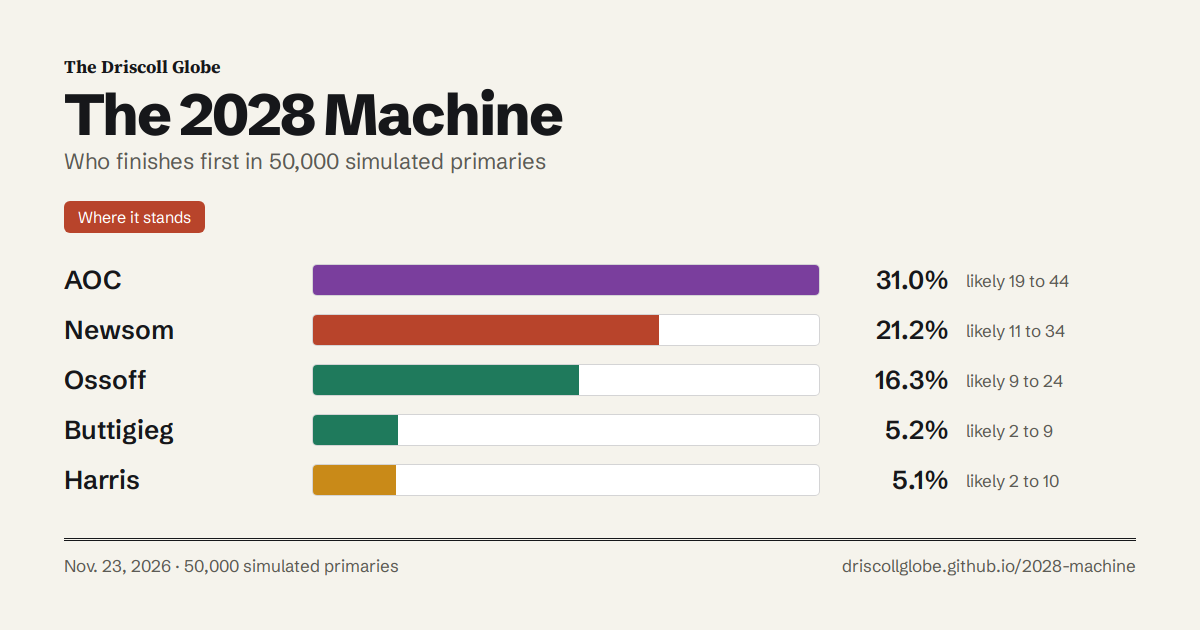 The Driscoll Globe
The 2028 Machine
Who finishes first in 50,000 simulated primaries
Where it stands
AOC 31.0% likely 19 to 44
Newsom 21.2% likely 11 to 34
Ossoff 16.3% likely 9 to 24
Buttigieg 5.2% likely 2 to 9
Harris 5.1% likely 2 to 10
Nov. 23, 2026 · 50,000 simulated primaries driscollglobe.github.io/2028-machine